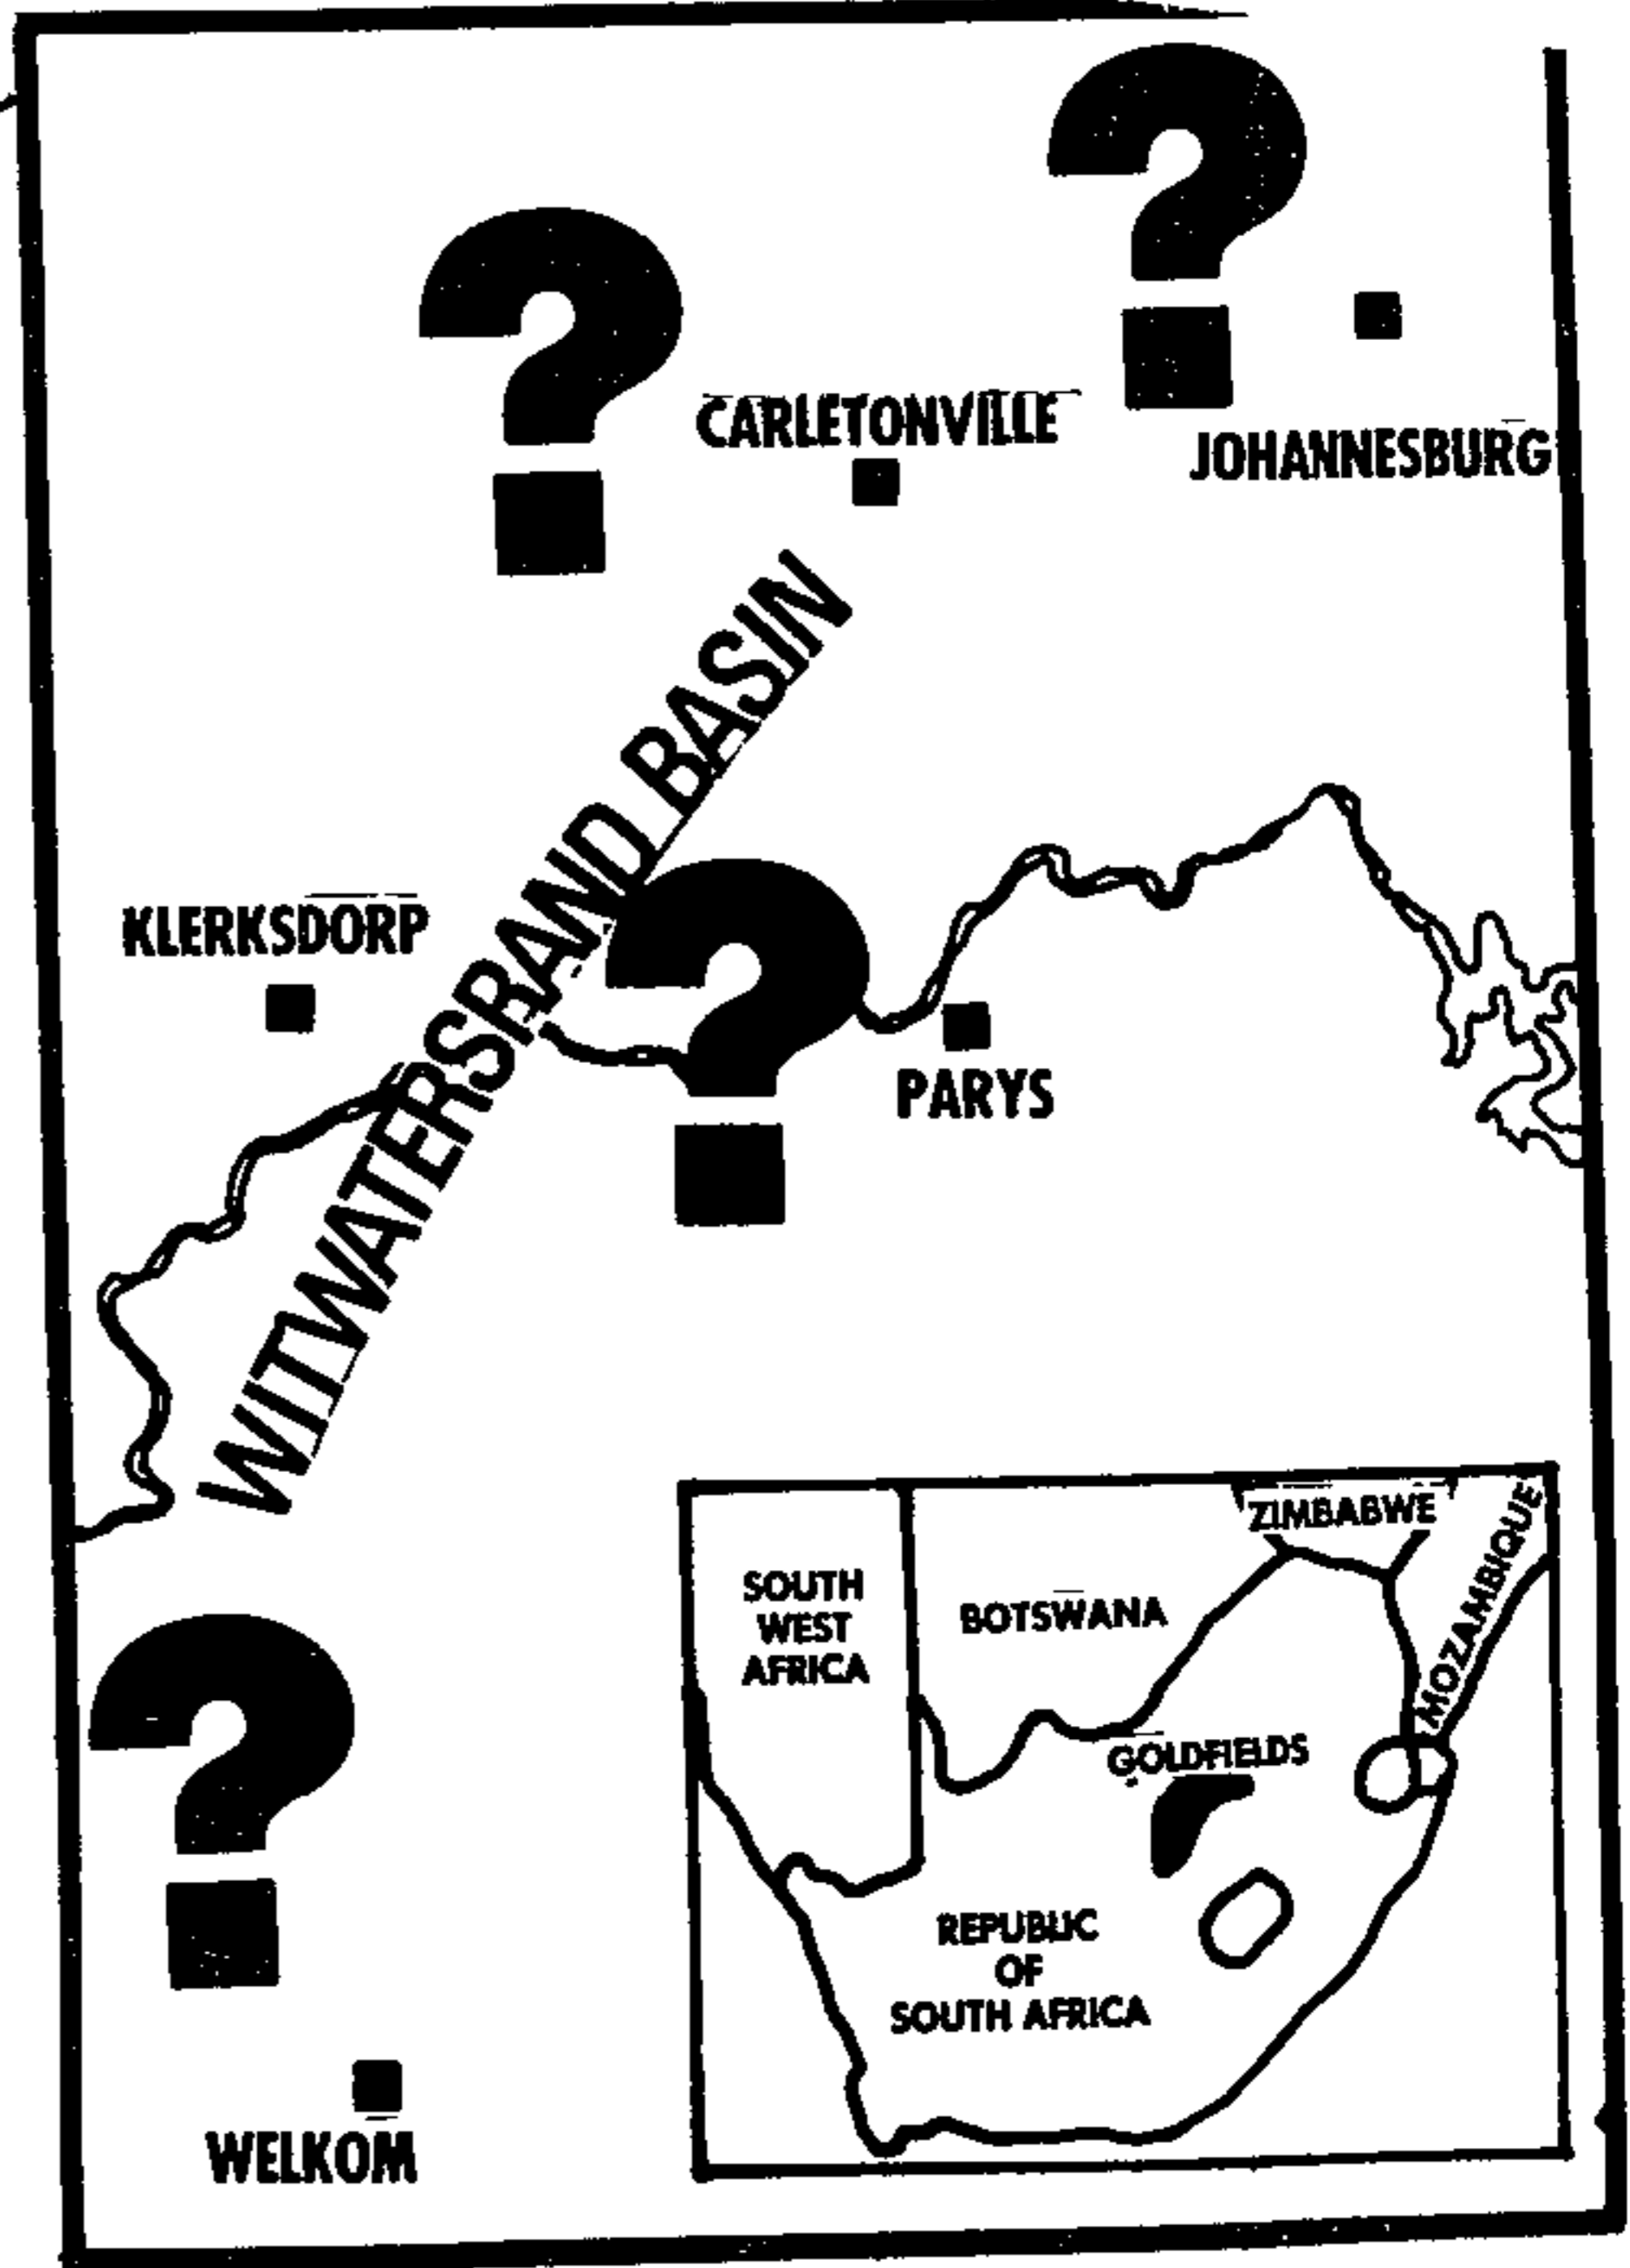 ?
?
CARLETONVILLE
JOHANNESBURG
WITWATERSRAND BASIN
KLERKSDORP
?
PARYS
?
WELKOM
ZIMBABWE
MOZAMBIQUE
SOUTH
WEST
AFRICA
BOTSWANA
GOLDFIELDS
REPUBLIC
OF
SOUTH AFRICA